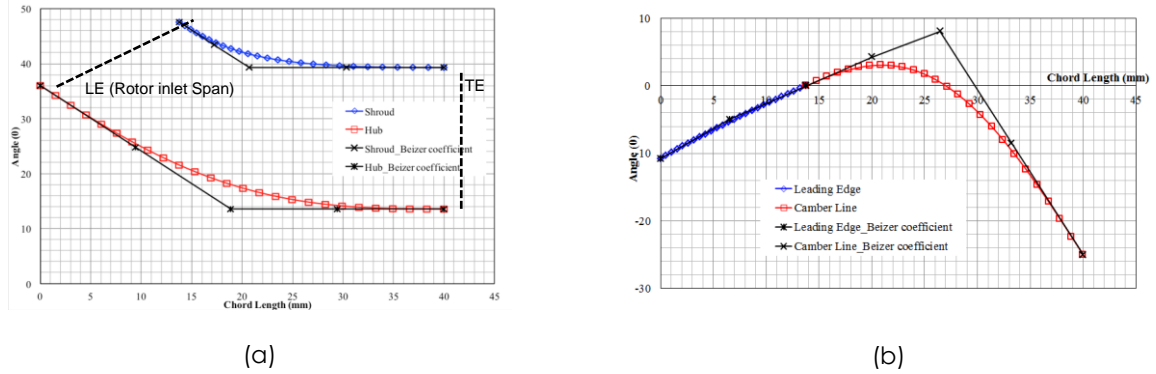 50
40
30
20
10
0
Angle (θ)
0 5 10 15 20 25 30 35 40 45
Chord Length (mm)
LE (Rotor inlet Span)
TE
Shroud
Hub
Shroud_Beizer coefficient
Hub_Beizer coefficient
(a)
10
0
-10
-20
-30
Angle (θ)
Chord Length (mm)
0 5 10 15 20 25 30 35 40 45
Leading Edge
Camber Line
Leading Edge_Beizer coefficient
Camber Line_Beizer coefficient
(b)